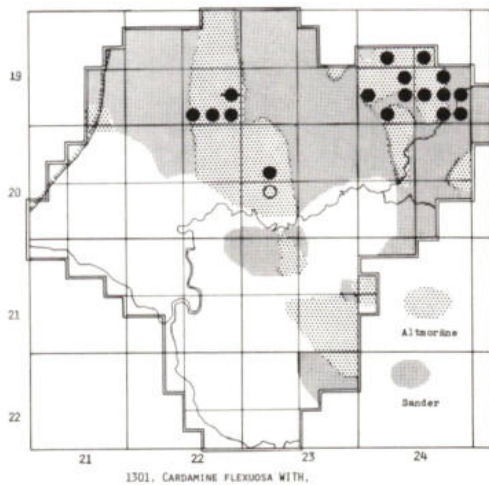 19
20
21
22
Altmoräne
Sander
21 22 23 24
1301. CARDAMINE FLEXUOSA WITH.